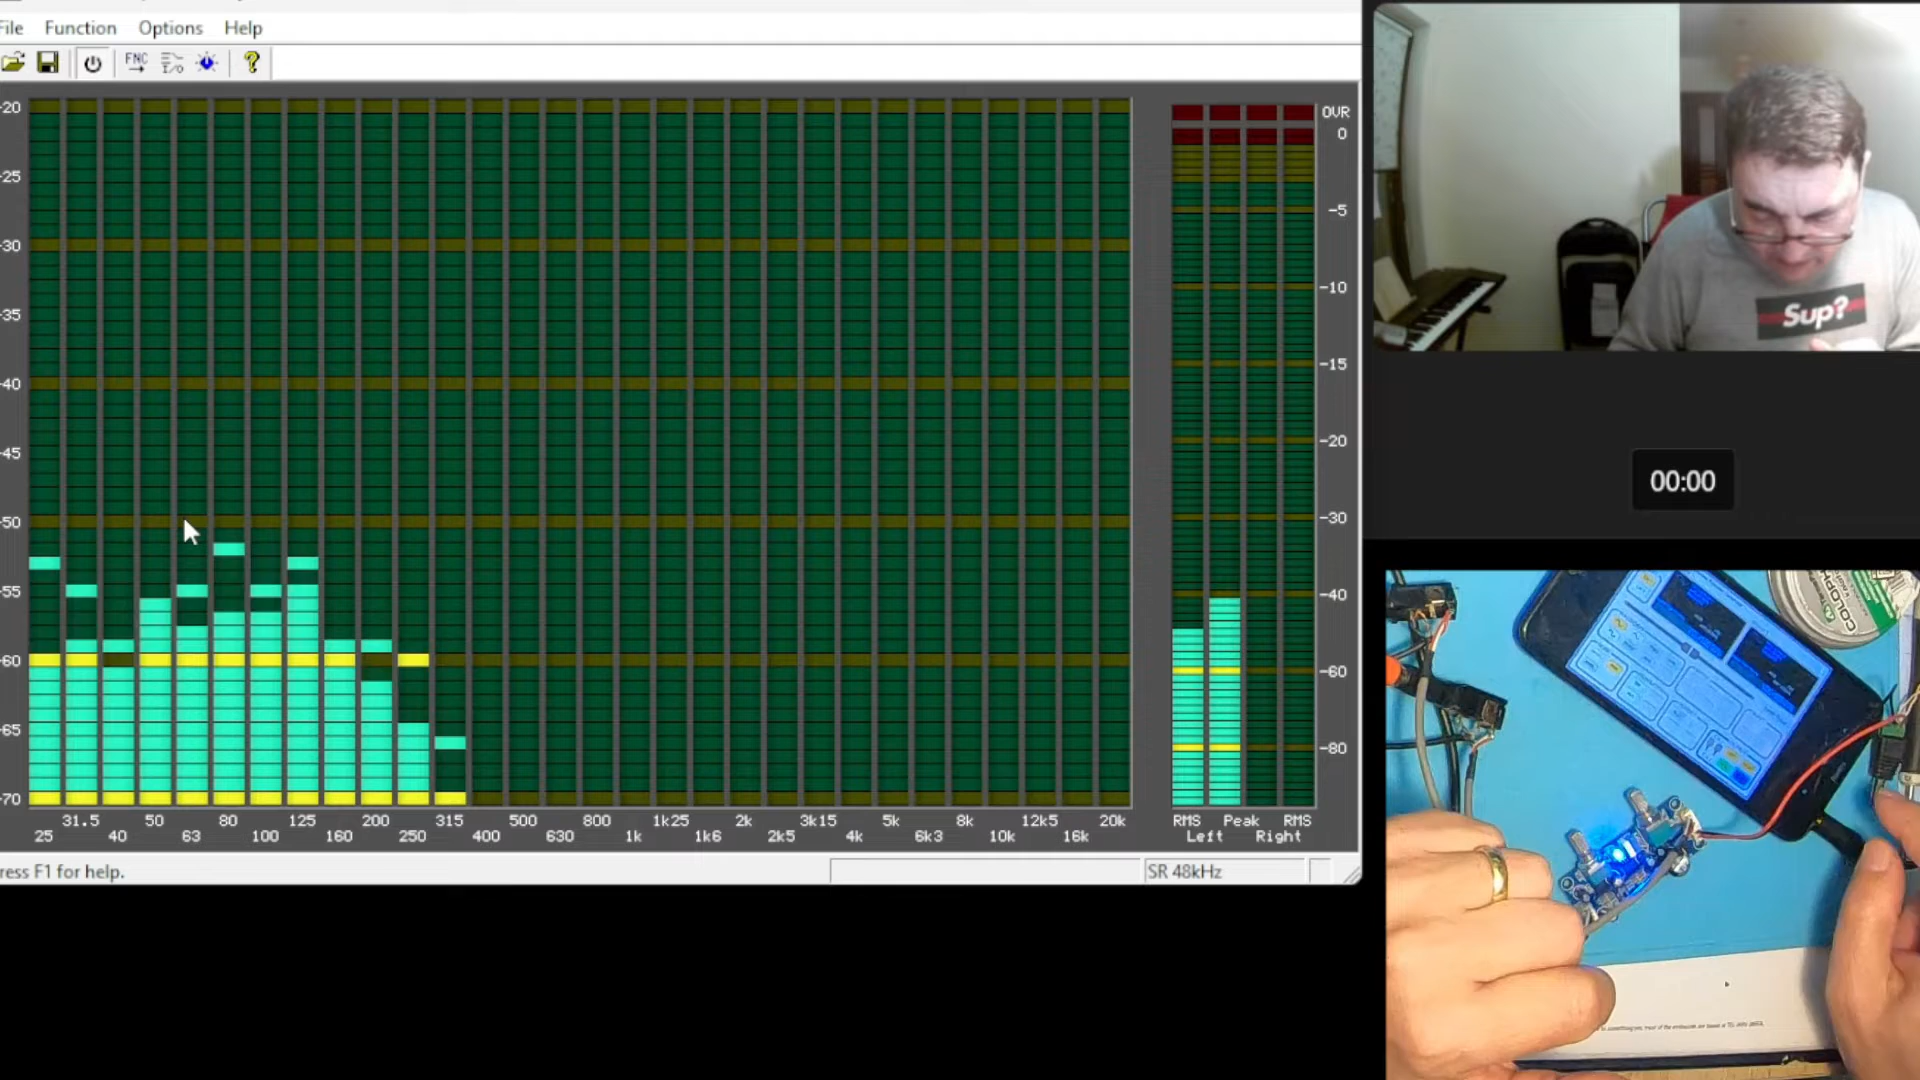 File Function Options Help
FNC
I/O
?
-20
-25
-30
-35
-40
-45
-50
-55
-60
-65
-70
31.5 50 80 125 200 315 500 800 1k25 2k 3k15 5k 8k 12k5 20k
25 40 63 100 160 250 400 630 1k 1k6 2k5 4k 6k3 10k 16k
OVR
0
-5
-10
-15
-20
-30
-40
-60
-80
RMS Peak RMS
Left Right
ress F1 for help.
SR 48kHz
Sup?
00:00
COLOPH